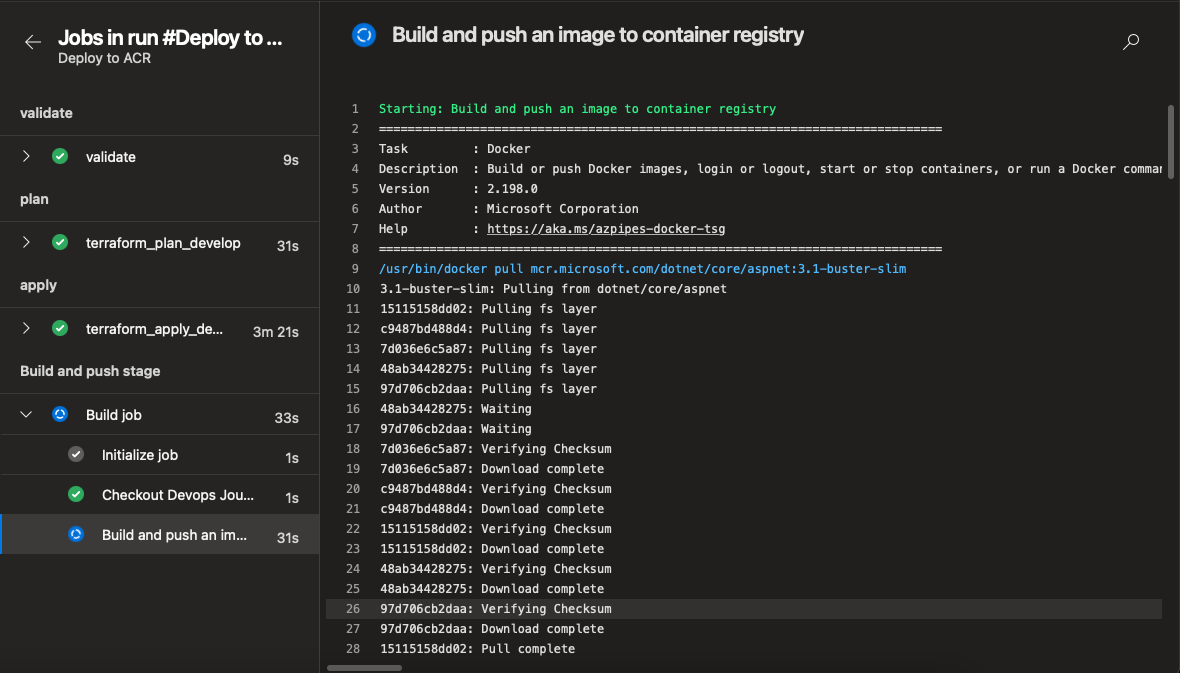 Jobs in run #Deploy to ...
Deploy to ACR
validate
validate 9s
plan
terraform_plan_develop 31s
apply
terraform_apply_de... 3m 21s
Build and push stage
Build job 33s
Initialize job 1s
Checkout Devops Jou... 1s
Build and push an im... 31s
Build and push an image to container registry
1 Starting: Build and push an image to container registry
2 ==============================================================================
3 Task : Docker
4 Description : Build or push Docker images, login or logout, start or stop containers, or run a Docker comman
5 Version : 2.198.0
6 Author : Microsoft Corporation
7 Help : https://aka.ms/azpipes-docker-tsg
8 ==============================================================================
9 /usr/bin/docker pull mcr.microsoft.com/dotnet/core/aspnet:3.1-buster-slim
10 3.1-buster-slim: Pulling from dotnet/core/aspnet
11 15115158dd02: Pulling fs layer
12 c9487bd488d4: Pulling fs layer
13 7d036e6c5a87: Pulling fs layer
14 48ab34428275: Pulling fs layer
15 97d706cb2daa: Pulling fs layer
16 48ab34428275: Waiting
17 97d706cb2daa: Waiting
18 7d036e6c5a87: Verifying Checksum
19 7d036e6c5a87: Download complete
20 c9487bd488d4: Verifying Checksum
21 c9487bd488d4: Download complete
22 15115158dd02: Verifying Checksum
23 15115158dd02: Download complete
24 48ab34428275: Verifying Checksum
25 48ab34428275: Download complete
26 97d706cb2daa: Verifying Checksum
27 97d706cb2daa: Download complete
28 15115158dd02: Pull complete